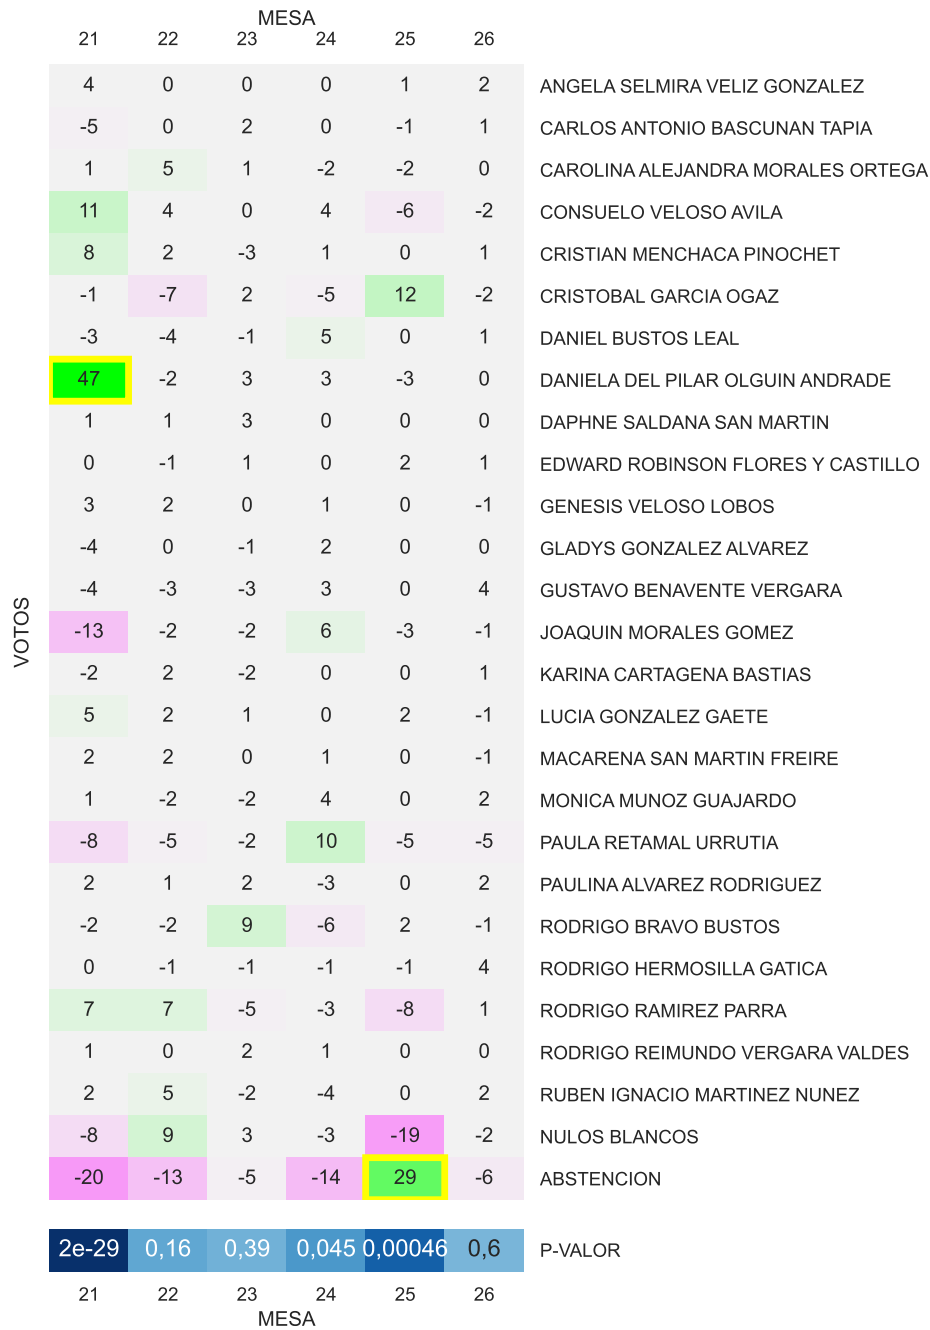 MESA
21 22 23 24 25 26
4 0 0 0 1 2 ANGELA SELMIRA VELIZ GONZALEZ
-5 0 2 0 -1 1 CARLOS ANTONIO BASCUNAN TAPIA
1 5 1 -2 -2 0 CAROLINA ALEJANDRA MORALES ORTEGA
11 4 0 4 -6 -2 CONSUELO VELOSO AVILA
8 2 -3 1 0 1 CRISTIAN MENCHACA PINOCHET
-1 -7 2 -5 12 -2 CRISTOBAL GARCIA OGAZ
-3 -4 -1 5 0 1 DANIEL BUSTOS LEAL
47 -2 3 3 -3 0 DANIELA DEL PILAR OLGUIN ANDRADE
1 1 3 0 0 0 DAPHNE SALDANA SAN MARTIN
0 -1 1 0 2 1 EDWARD ROBINSON FLORES Y CASTILLO
3 2 0 1 0 -1 GENESIS VELOSO LOBOS
-4 0 -1 2 0 0 GLADYS GONZALEZ ALVAREZ
-4 -3 -3 3 0 4 GUSTAVO BENAVENTE VERGARA
VOTOS
-13 -2 -2 6 -3 -1 JOAQUIN MORALES GOMEZ
-2 2 -2 0 0 1 KARINA CARTAGENA BASTIAS
5 2 1 0 2 -1 LUCIA GONZALEZ GAETE
2 2 0 1 0 -1 MACARENA SAN MARTIN FREIRE
1 -2 -2 4 0 2 MONICA MUNOZ GUAJARDO
-8 -5 -2 10 -5 -5 PAULA RETAMAL URRUTIA
2 1 2 -3 0 2 PAULINA ALVAREZ RODRIGUEZ
-2 -2 9 -6 2 -1 RODRIGO BRAVO BUSTOS
0 -1 -1 -1 -1 4 RODRIGO HERMOSILLA GATICA
7 7 -5 -3 -8 1 RODRIGO RAMIREZ PARRA
1 0 2 1 0 0 RODRIGO REIMUNDO VERGARA VALDES
2 5 -2 -4 0 2 RUBEN IGNACIO MARTINEZ NUNEZ
-8 9 3 -3 -19 -2 NULOS BLANCOS
-20 -13 -5 -14 29 -6 ABSTENCION
2e-29 0,16 0,39 0,045 0,00046 0,6 P-VALOR
21 22 23 24 25 26
MESA